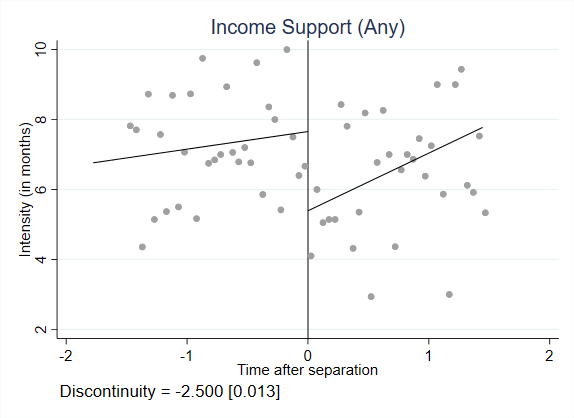 Income Support (Any)
Intensity (in months)
10
8
6
4
2
-2 -1 0 1 2
Time after separation
Discontinuity = -2.500 [0.013]